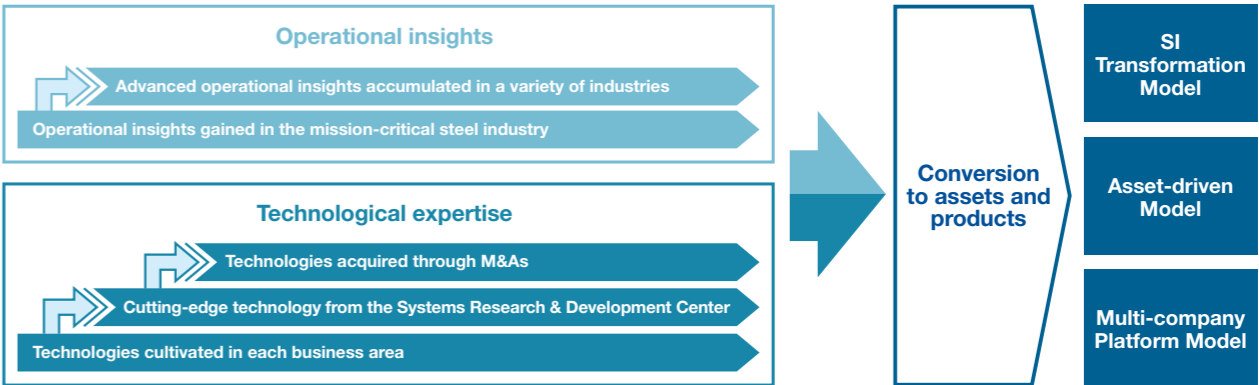 Operational insights
Advanced operational insights accumulated in a variety of industries
Operational insights gained in the mission-critical steel industry
Technological expertise
Technologies acquired through M&As
Cutting-edge technology from the Systems Research & Development Center
Technologies cultivated in each business area
Conversion
to assets and
products
SI
Transformation
Model
Asset-driven
Model
Multi-company
Platform Model